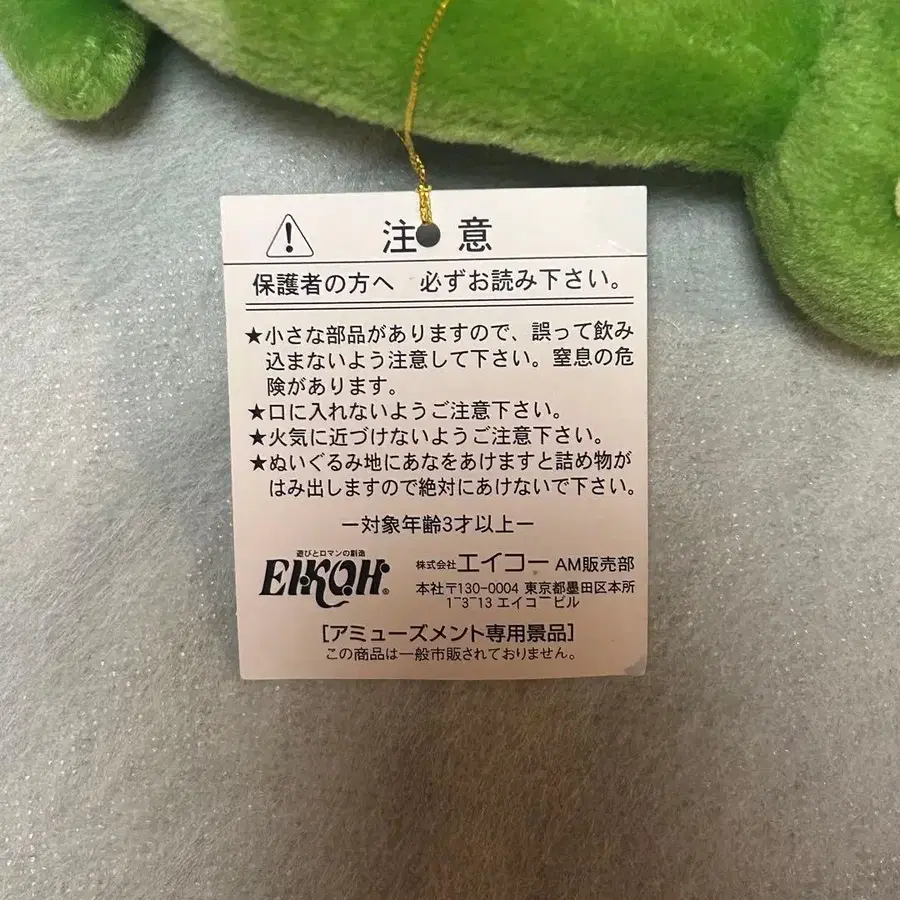 注意
保護者の方へ 必ずお読み下さい。
★小さな部品がありますので、誤って飲み
込まないよう注意して下さい。窒息の危
険があります。
★口に入れないようご注意下さい。
★火気に近づけないようご注意下さい。
★ぬいぐるみ地にあなをあけますと詰め物が
はみ出しますので絶対にあけないで下さい。
ー対象年齢3才以上ー
遊びとロマンの創造
EIKOH®
株式会社エイコー AM販売部
本社〒130-0004 東京都墨田区本所
1-3-13 エイコービル
[アミューズメント専用景品]
この商品は一般市販されておりません。